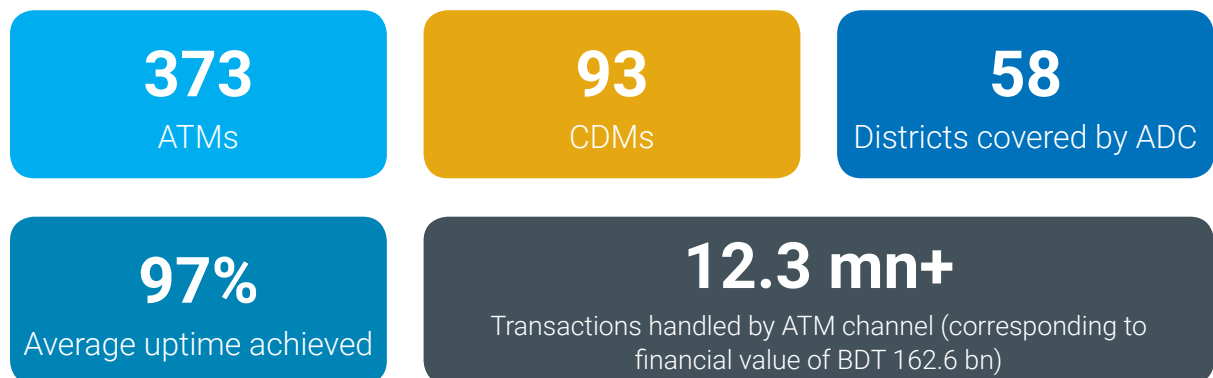 373
ATMs
93
CDMs
58
Districts covered by ADC
97%
Average uptime achieved
12.3 mn+
Transactions handled by ATM channel (corresponding to
financial value of BDT 162.6 bn)